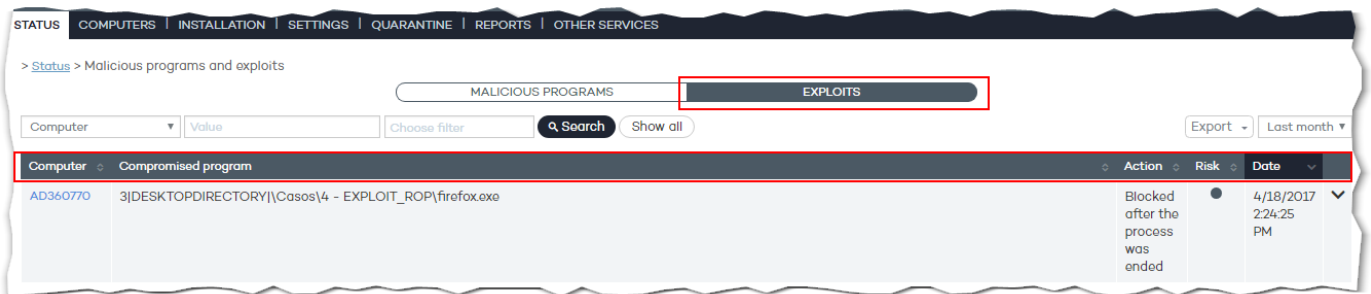 STATUS COMPUTERS | INSTALLATION | SETTINGS | QUARANTINE | REPORTS | OTHER SERVICES
> Status > Malicious programs and exploits
MALICIOUS PROGRAMS EXPLOITS
Computer Value Choose filter Search Show all Export Last month
Computer Compromised program Action Risk Date
AD360770 3|DESKTOPDIRECTORY|\Casos\4 - EXPLOIT_ROP\firefox.exe Blocked 4/18/2017
after the 2:24:25
process PM
was
ended